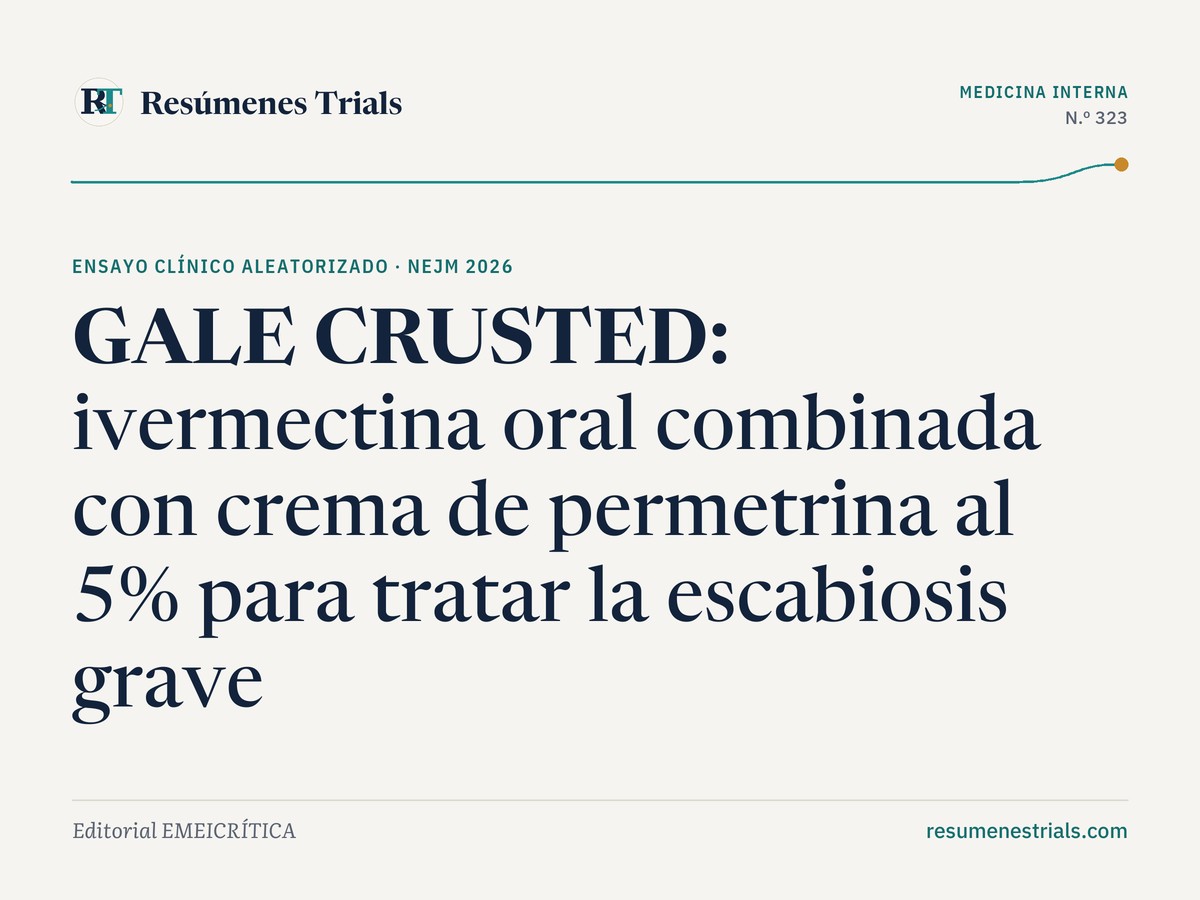 RT Resúmenes Trials
MEDICINA INTERNA
N.º 323
ENSAYO CLÍNICO ALEATORIZADO · NEJM 2026
GALE CRUSTED:
ivermectina oral combinada
con crema de permetrina al
5% para tratar la escabiosis
grave
Editorial EMEICRÍTICA
resumenestrials.com